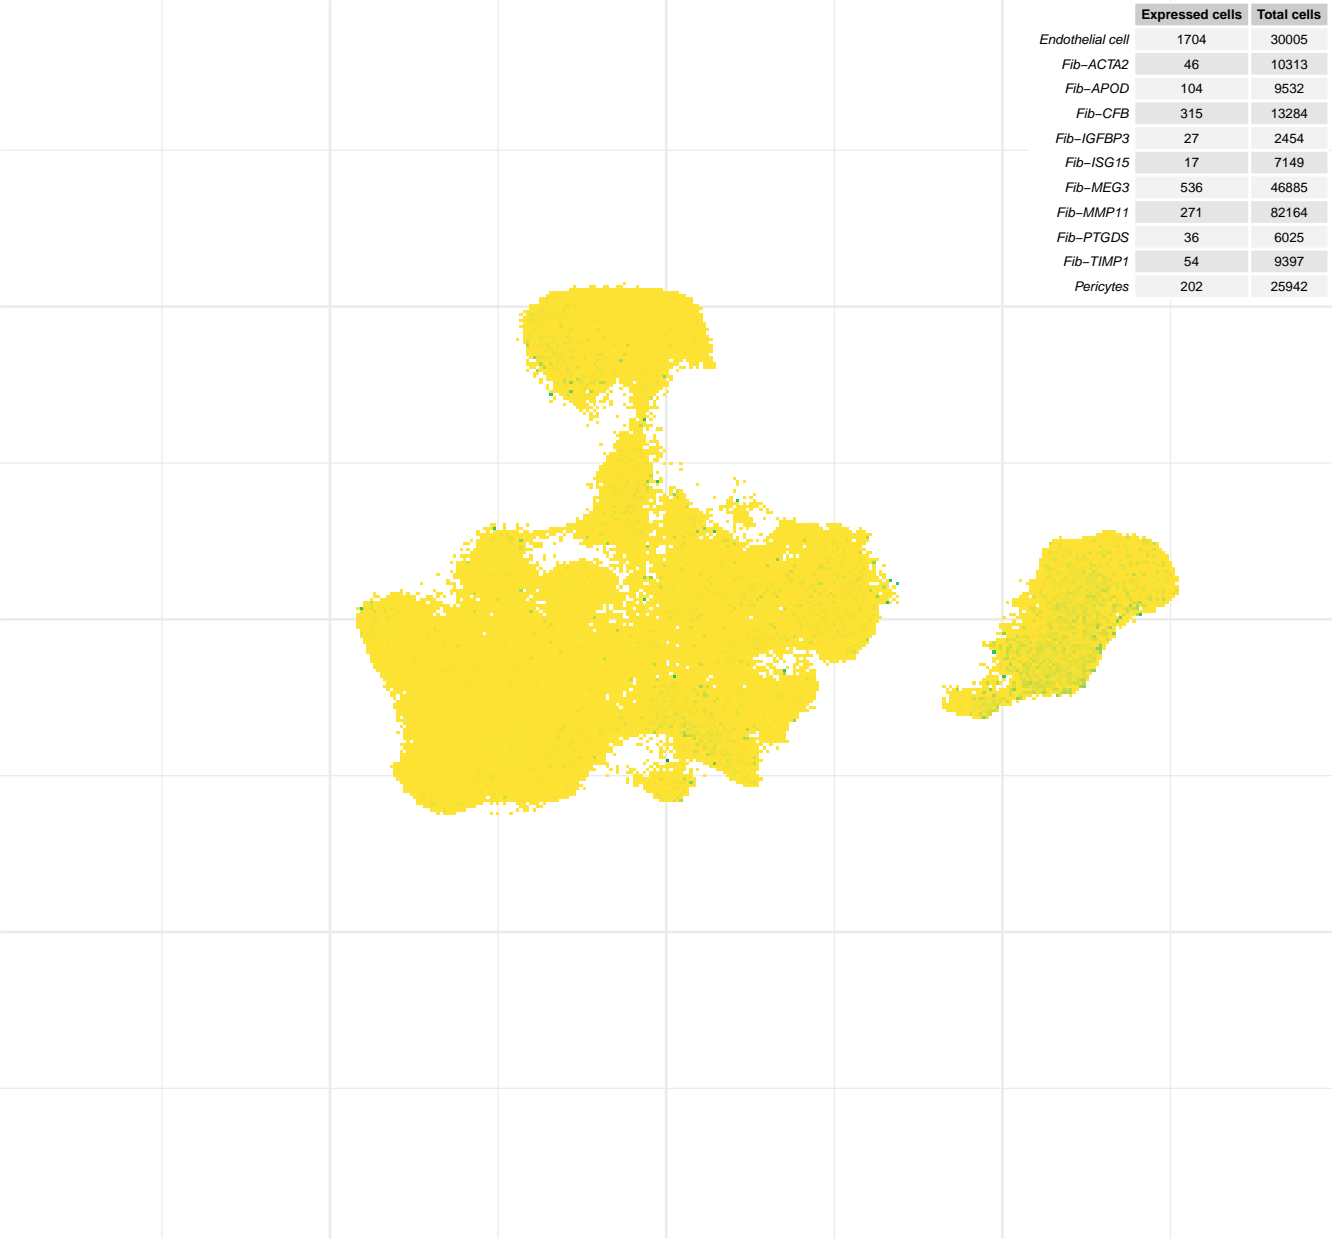 Expressed cells Total cells
Endothelial cell 1704 30005
Fib−ACTA2 46 10313
Fib−APOD 104 9532
Fib−CFB 315 13284
Fib−IGFBP3 27 2454
Fib−ISG15 17 7149
Fib−MEG3 536 46885
Fib−MMP11 271 82164
Fib−PTGDS 36 6025
Fib−TIMP1 54 9397
Pericytes 202 25942